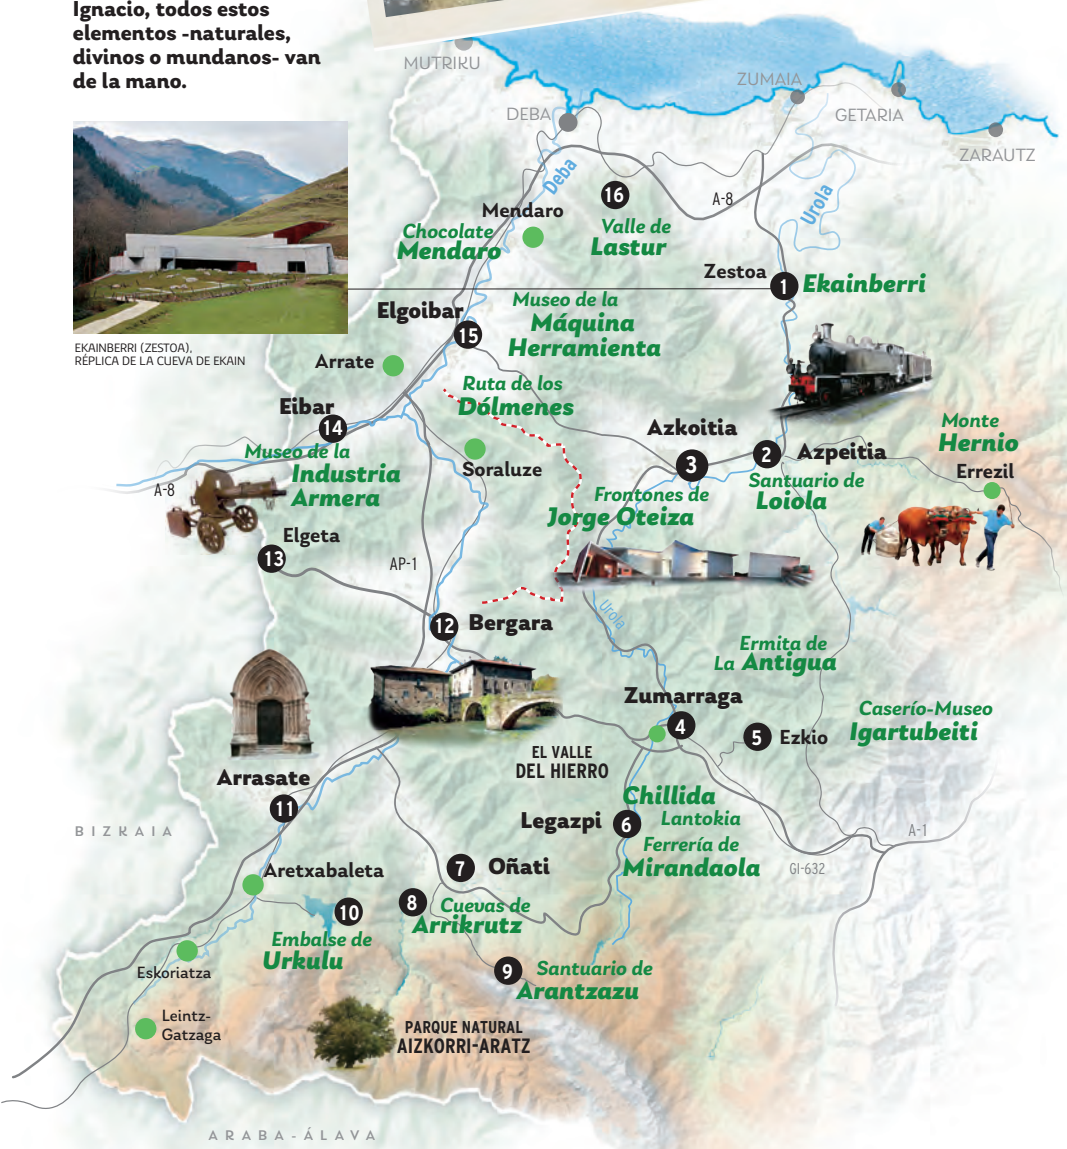 Ignacio, todos estos
elementos -naturales,
divinos o mundanos- van
de la mano.
MUTRIKU
ZUMAIA
DEBA
GETARIA
ZARAUTZ
Deba
Urola
A-8
16
Mendaro
Valle de
Lastur
Chocolate
Mendaro
Zestoa
1
Ekainberri
EKAINBERRI (ZESTOA),
RÉPLICA DE LA CUEVA DE EKAIN
Elgoibar
15
Museo de la
Máquina
Herramienta
Arrate
Ruta de los
Dólmenes
Eibar
14
Museo de la
Industria
Armera
A-8
Soraluze
Azkoitia
3
2
Azpeitia
Santuario de
Loiola
Monte
Hernio
Errezil
Frontones de
Jorge Oteiza
Elgeta
13
AP-1
Urola
12
Bergara
Ermita de
La Antigua
Zumarraga
4
5
Ezkio
Caserío-Museo
Igartubeiti
EL VALLE
DEL HIERRO
Arrasate
11
Chillida
Lantokia
Legazpi
6
Ferrería de
Mirandaola
A-1
GI-632
BIZKAIA
Aretxabaleta
7
Oñati
8
Cuevas de
Arrikrutz
10
Embalse de
Urkulu
Eskoriatza
9
Santuario de
Arantzazu
Leintz-
Gatzaga
PARQUE NATURAL
AIZKORRI-ARATZ
ARABA-ÁLAVA